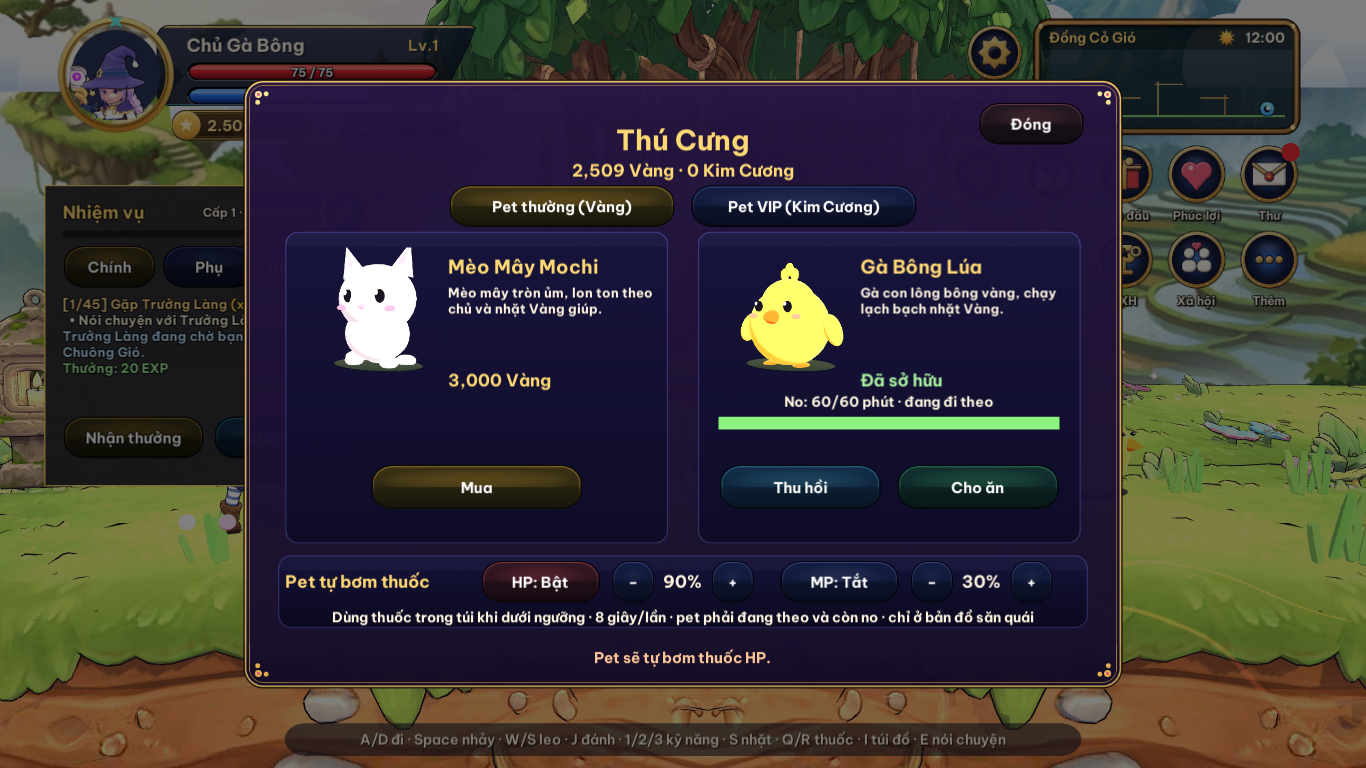 Chủ Gà Bông
Lv.1
75 / 75
2.50
Đồng Cỏ Gió
12:00
Đóng
Thú Cưng
2,509 Vàng · 0 Kim Cương
Pet thường (Vàng)
Pet VIP (Kim Cương)
Nhiệm vụ
Cấp 1 ·
Chính
Phụ
[1/45] Gặp Trưởng Làng (x
• Nói chuyện với Trưởng Là
Trưởng Làng đang chờ bạn
Chuông Gió.
Thưởng: 20 EXP
Nhận thưởng
Mèo Mây Mochi
Mèo mây tròn ủm, lon ton theo
chủ và nhặt Vàng giúp.
3,000 Vàng
Mua
Gà Bông Lúa
Gà con lông bông vàng, chạy
lạch bạch nhặt Vàng.
Đã sở hữu
No: 60/60 phút · đang đi theo
Thu hồi
Cho ăn
đấu
Phúc lợi
Thư
XH
Xã hội
Thêm
Pet tự bơm thuốc
HP: Bật
-
90%
+
MP: Tắt
-
30%
+
Dùng thuốc trong túi khi dưới ngưỡng · 8 giây/lần · pet phải đang theo và còn no · chỉ ở bản đồ săn quái
Pet sẽ tự bơm thuốc HP.
A/D đi · Space nhảy · W/S leo · J đánh · 1/2/3 kỹ năng · S nhặt · Q/R thuốc · I túi đồ · E nói chuyện